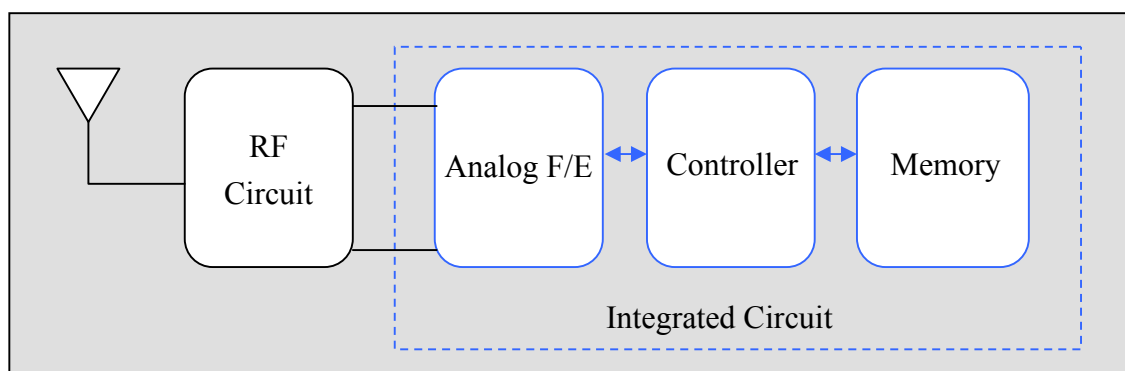 RF
Circuit
Analog F/E
Controller
Memory
Integrated Circuit